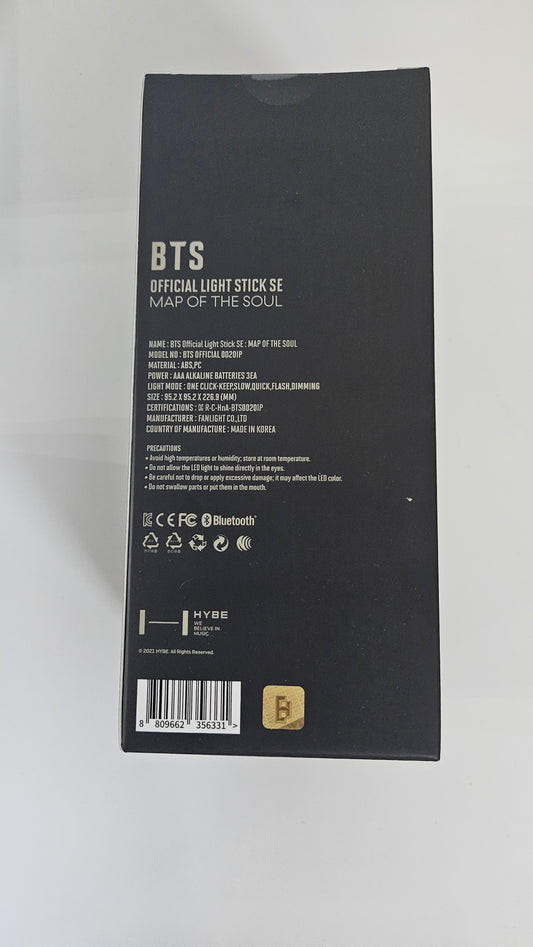 BTS
OFFICIAL LIGHT STICK SE
MAP OF THE SOUL
NAME : BTS Official Light Stick SE : MAP OF THE SOUL
MODEL NO : BTS OFFICIAL 00201P
MATERIAL : ABS,PC
POWER : AAA ALKALINE BATTERIES 3EA
LIGHT MODE : ONE CLICK-KEEP,SLOW,QUICK,FLASH,DIMMING
SIZE : 95.2 X 95.2 X 226.9 (MM)
CERTIFICATIONS : R-C-HnA-BTS00201P
MANUFACTURER : FANLIGHT CO.,LTD
COUNTRY OF MANUFACTURE : MADE IN KOREA
PRECAUTIONS
• Avoid high temperatures or humidity; store at room temperature.
• Do not allow the LED light to shine directly in the eyes.
• Be careful not to drop or apply excessive damage; it may affect the LED color.
• Do not swallow parts or put them in the mouth.
CE FC Bluetooth®
HYBE
WE
BELIEVE IN
MUSIC
© 2021 HYBE. All Rights Reserved.
8 809662 356331 >